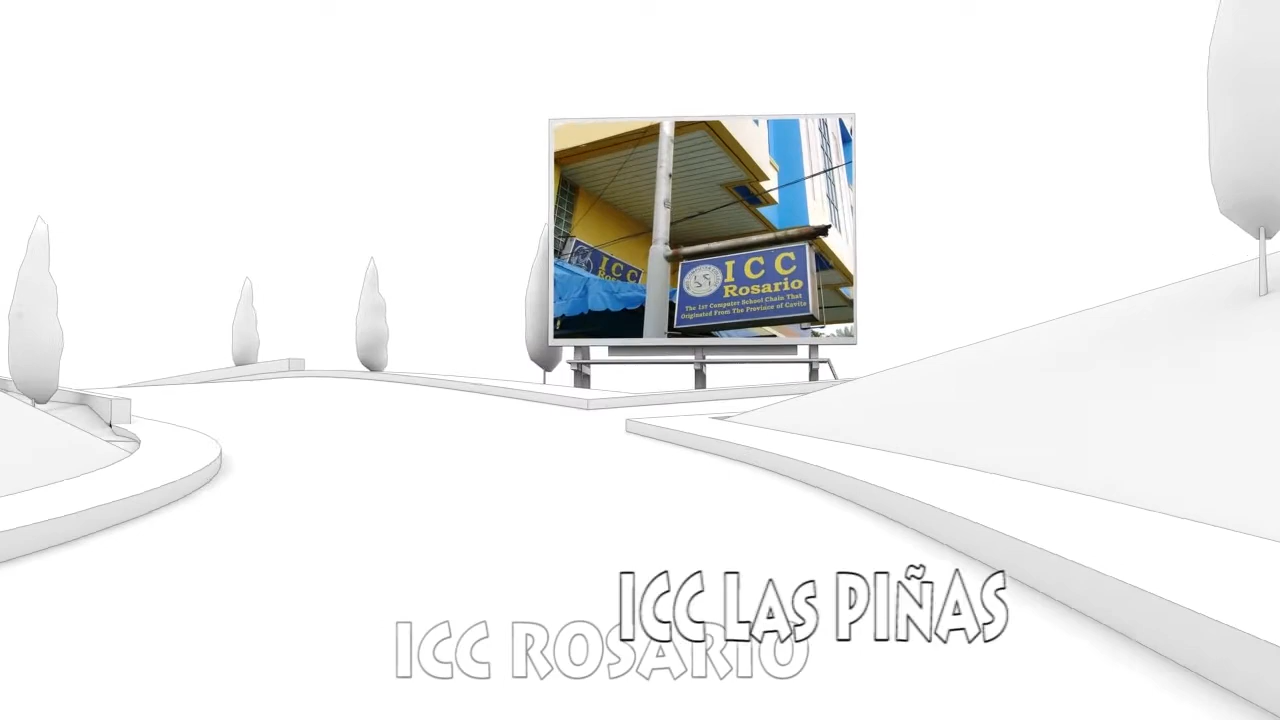 ICC
ICC
Rosario
The 1st Computer School Chain That
Originated From The Province of Cavite
ICC LAS PIÑAS
ICC ROSARIO